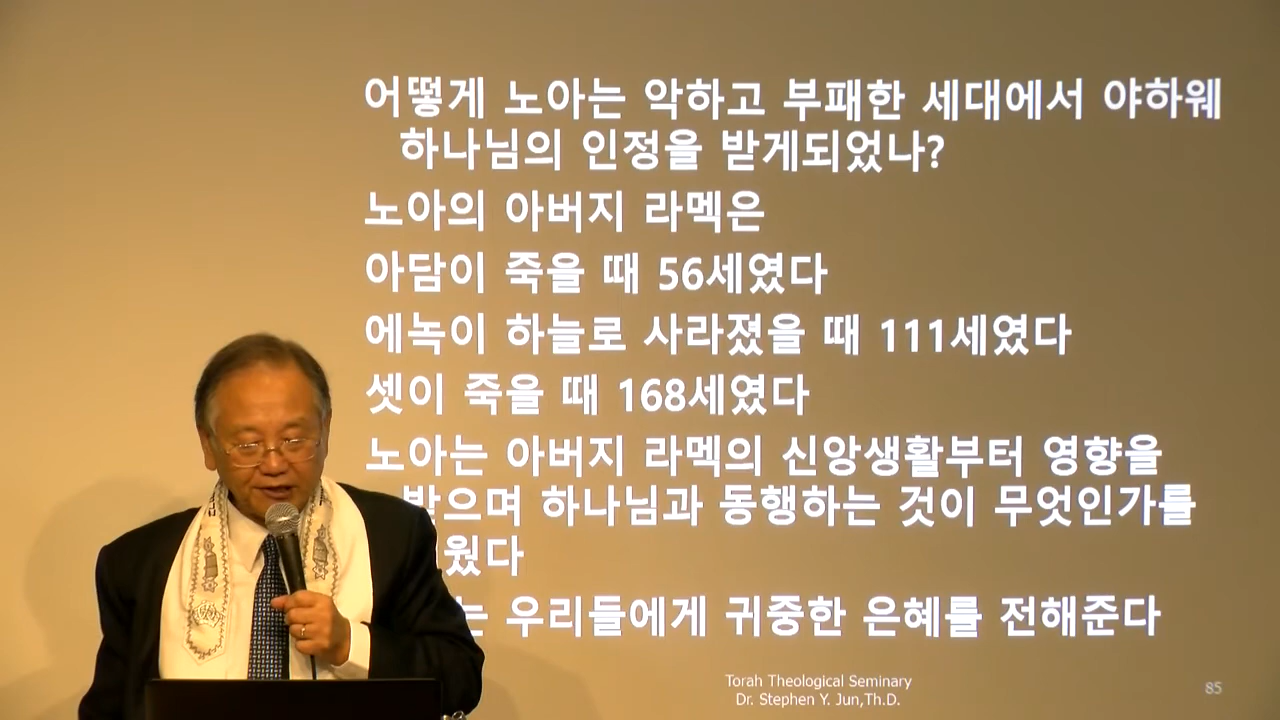 어떻게 노아는 악하고 부패한 세대에서 야하웨
하나님의 인정을 받게되었나?
노아의 아버지 라멕은
아담이 죽을 때 56세였다
에녹이 하늘로 사라졌을 때 111세였다
셋이 죽을 때 168세였다
노아는 아버지 라멕의 신앙생활부터 영향을
받으며 하나님과 동행하는 것이 무엇인가를
웠다
는 우리들에게 귀중한 은혜를 전해준다
Torah Theological Seminary
Dr. Stephen Y. Jun,Th.D.
85